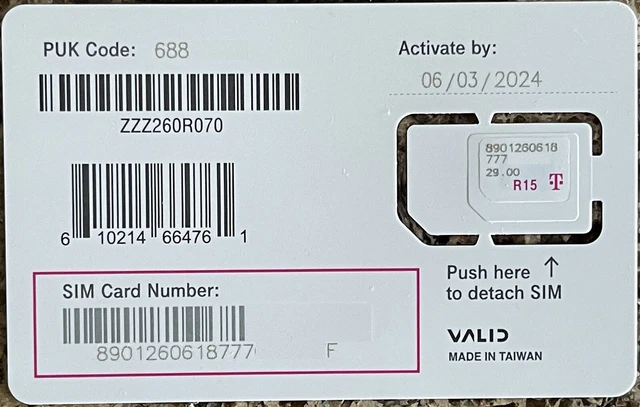 PUK Code: 688
ZZZ260R070
6 10214 66476 1
SIM Card Number:
8901260618777 F
Activate by:
06/03/2024
8901260618
777
29.00
R15 T
Push here ↑
to detach SIM
VALID
MADE IN TAIWAN